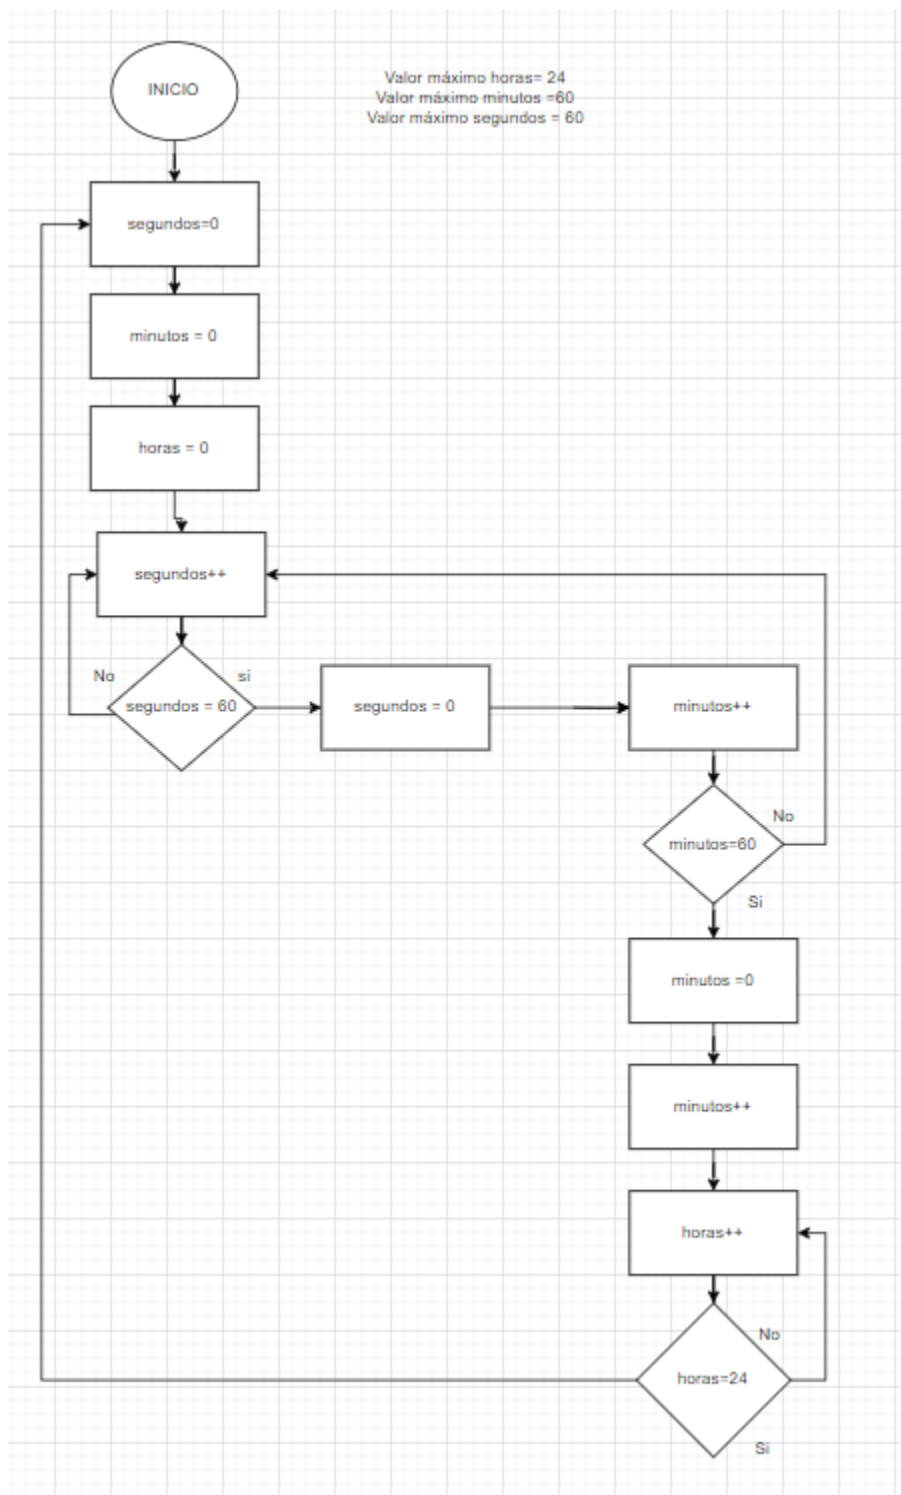 INICIO
Valor máximo horas= 24
Valor máximo minutos =60
Valor máximo segundos = 60
segundos=0
minutos = 0
horas = 0
segundos++
No
si
segundos = 60
segundos = 0
minutos++
No
minutos=60
Si
minutos =0
minutos++
horas++
No
horas=24
Si